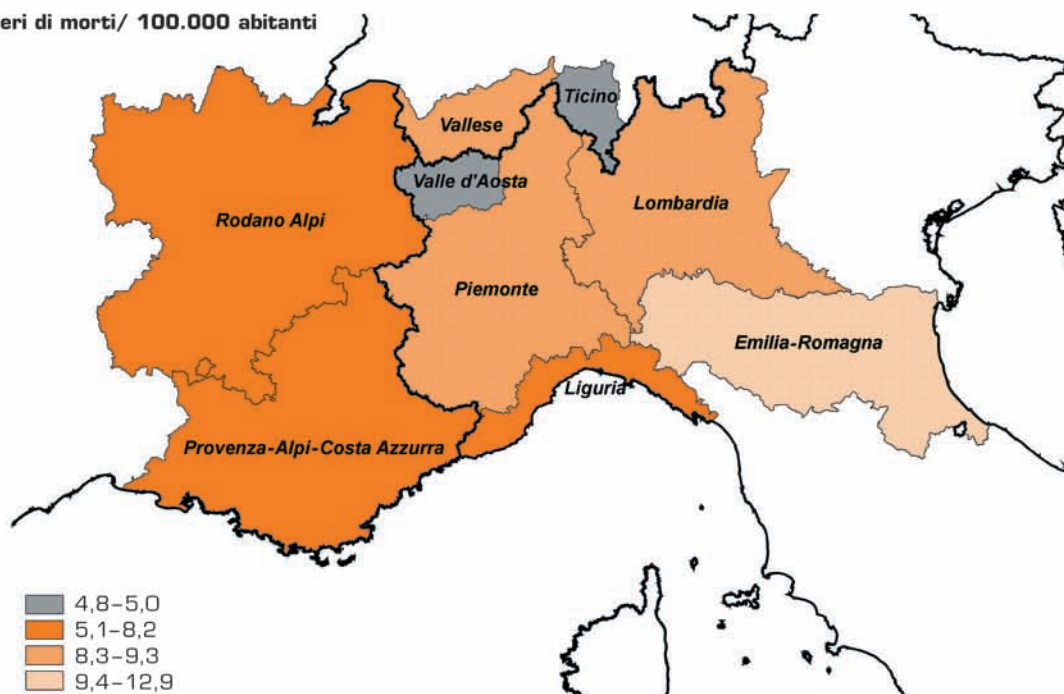 eri di morti/ 100.000 abitanti
Ticino
Vallese
Valle d'Aosta
Lombardia
Rodano Alpi
Piemonte
Emilia-Romagna
Liguria
Provenza-Alpi-Costa Azzurra
4,8-5,0
5,1-8,2
8,3-9,3
9,4-12,9